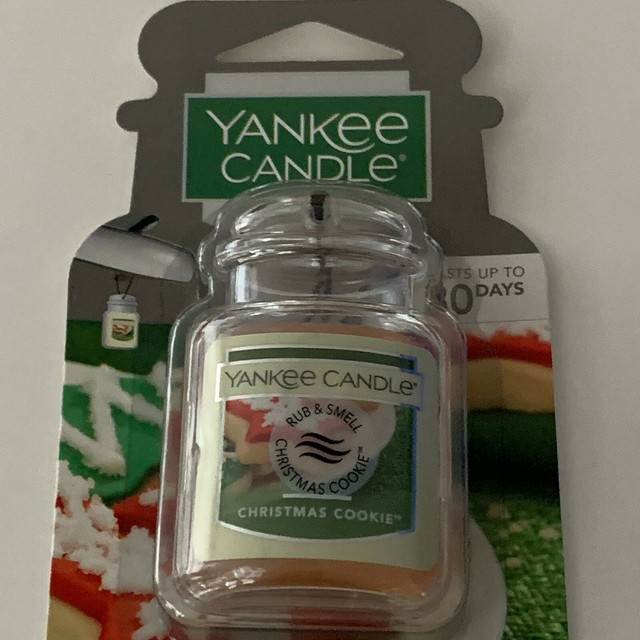 YANKEE
CANDLE®
UP TO
DAYS
YANKEE CANDLE®
RUB & SMELL
CHRISTMAS COOKIE™
CHRISTMAS COOKIE™